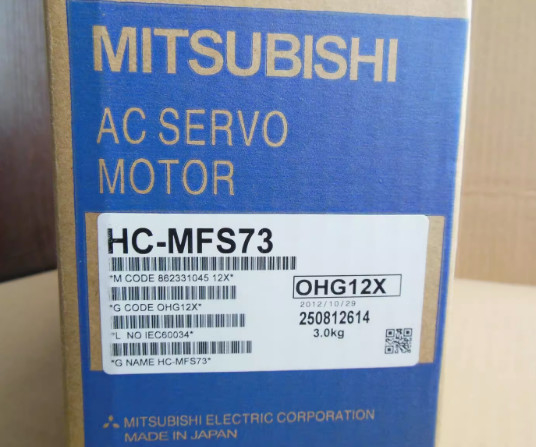 MITSUBISHI
AC SERVO
MOTOR
HC-MFS73
*M CODE 862331045 12X*
OHG12X
2012/10/29
*G CODE OHG12X*
250812614
3.0kg
*L NO IEC60034*
*G NAME HC-MFS73*
MITSUBISHI ELECTRIC CORPORATION
MADE IN JAPAN